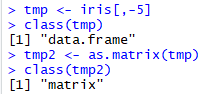 > tmp <- iris[,-5]
> class(tmp)
[1] "data.frame"
> tmp2 <- as.matrix(tmp)
> class(tmp2)
[1] "matrix"